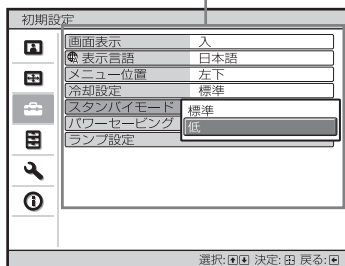 初期設定
画面表示 入
表示言語 日本語
メニュー位置 左下
冷却設定 標準
スタンバイモード 標準
パワーセービング 低
ランプ設定
選択: 決定: 戻る: